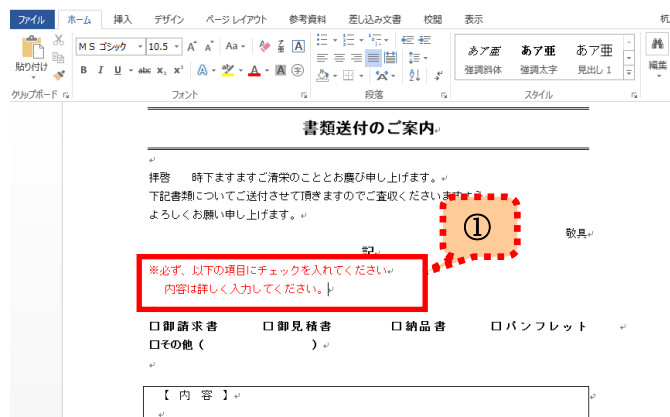 ファイル ホーム 挿入 デザイン ページ レイアウト 参考資料 差し込み文書 校閲 表示 杭
ＭＳ ゴシック 10.5 A A Aa A
貼り付け B I U abc x₂ x² A A A 字
あア亜 あア亜 あア亜
強調斜体 強調太字 見出し 1 編集
クリップボード フォント 段落 スタイル
書類送付のご案内
拝啓　時下ますますご清栄のこととお慶び申し上げます。
下記書類についてご送付させて頂きますのでご査収くださいますよう
よろしくお願い申し上げます。
①
敬具
記
※必ず、以下の項目にチェックを入れてください
内容は詳しく入力してください。
□御請求書 □御見積書 □納品書 □パンフレット
□その他（　　　　　）
【 内 容 】